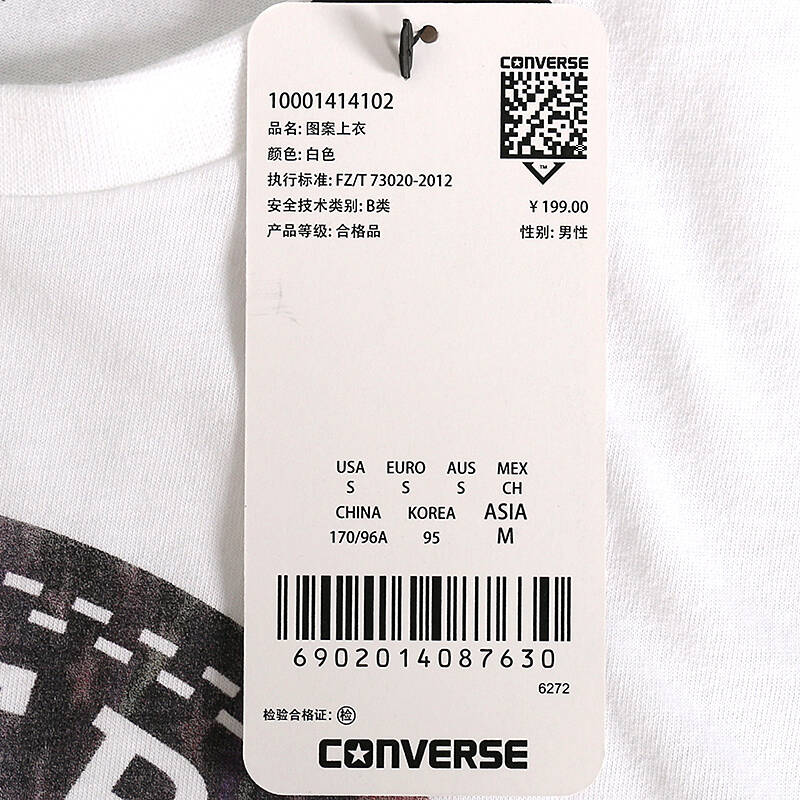 CONVERSE
10001414102
品名: 图案上衣
颜色: 白色
执行标准: FZ/T 73020-2012
安全技术类别: B类
¥ 199.00
产品等级: 合格品
性别: 男性
USA EURO AUS MEX
S S S CH
CHINA KOREA ASIA
170/96A 95 M
6902014087630
6272
检验合格证: 检
CONVERSE